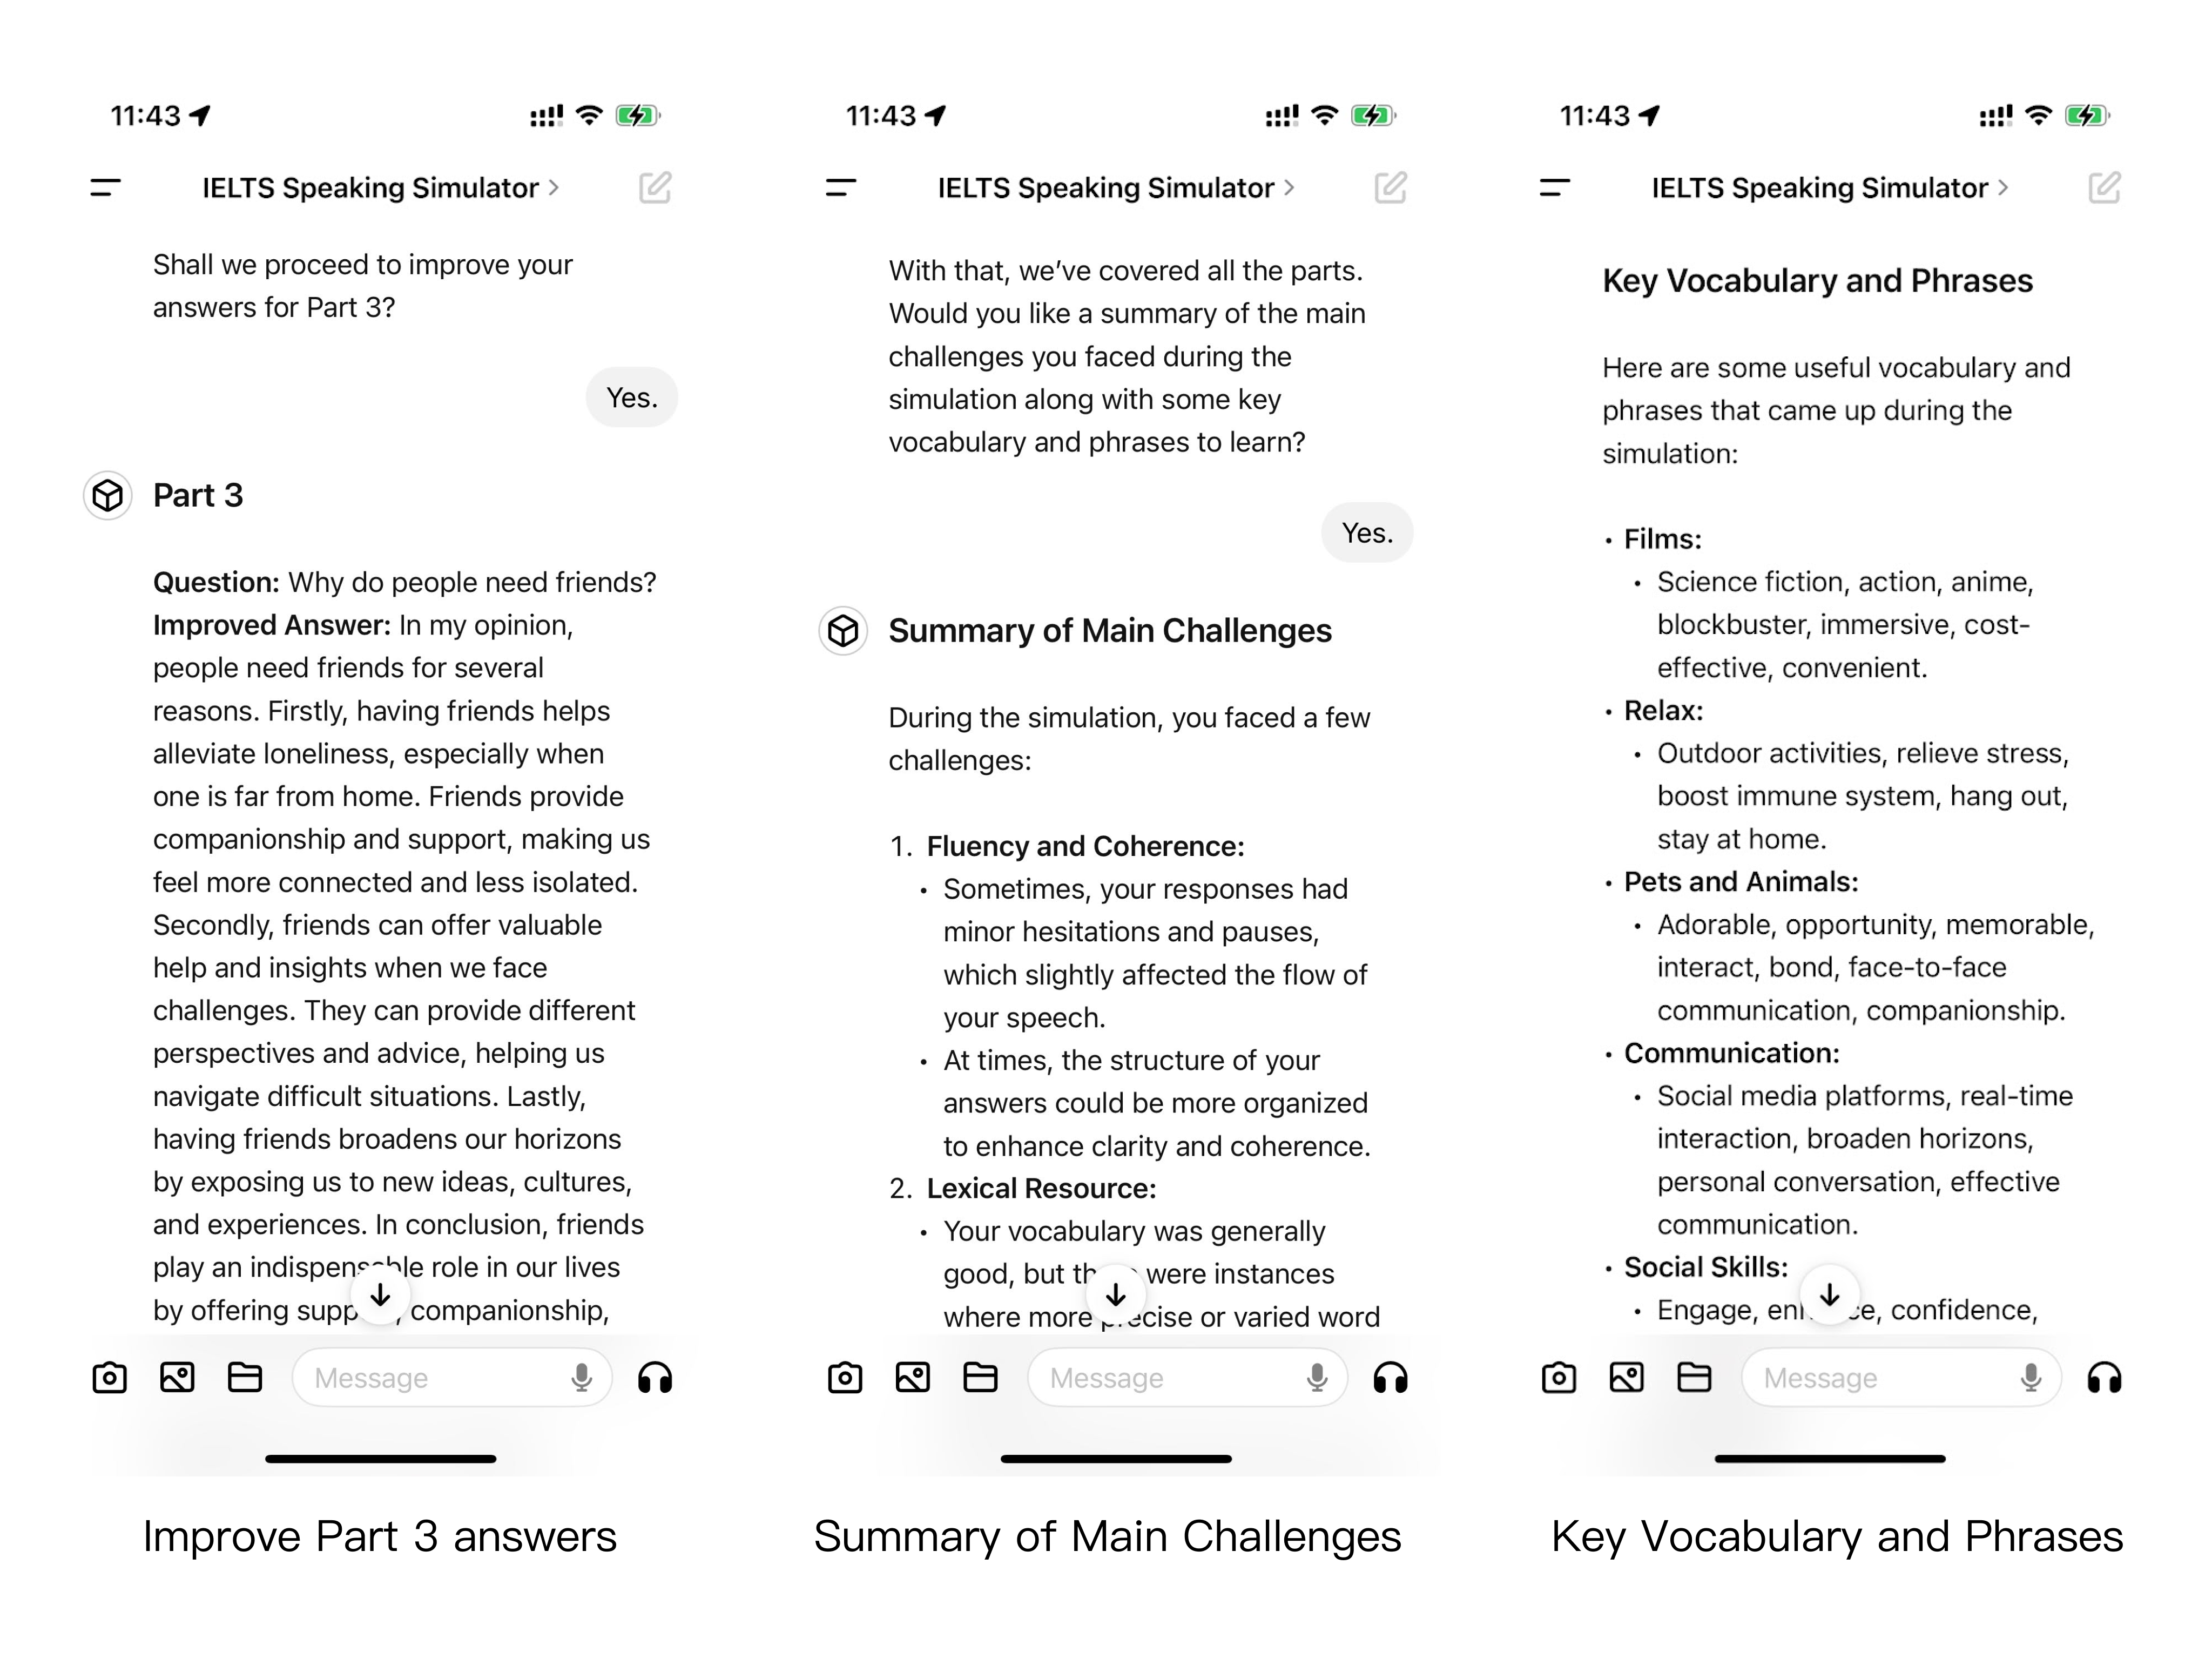 11:43
IELTS Speaking Simulator >
Shall we proceed to improve your
answers for Part 3?
Yes.
Part 3
Question: Why do people need friends?
Improved Answer: In my opinion,
people need friends for several
reasons. Firstly, having friends helps
alleviate loneliness, especially when
one is far from home. Friends provide
companionship and support, making us
feel more connected and less isolated.
Secondly, friends can offer valuable
help and insights when we face
challenges. They can provide different
perspectives and advice, helping us
navigate difficult situations. Lastly,
having friends broadens our horizons
by exposing us to new ideas, cultures,
and experiences. In conclusion, friends
play an indispensable role in our lives
by offering companionship,
Message
Improve Part 3 answers
11:43
IELTS Speaking Simulator >
With that, we’ve covered all the parts.
Would you like a summary of the main
challenges you faced during the
simulation along with some key
vocabulary and phrases to learn?
Yes.
Summary of Main Challenges
During the simulation, you faced a few
challenges:
1. Fluency and Coherence:
• Sometimes, your responses had
minor hesitations and pauses,
which slightly affected the flow of
your speech.
• At times, the structure of your
answers could be more organized
to enhance clarity and coherence.
2. Lexical Resource:
• Your vocabulary was generally
good, but were instances
where more precise or varied word
Message
Summary of Main Challenges
11:43
IELTS Speaking Simulator >
Key Vocabulary and Phrases
Here are some useful vocabulary and
phrases that came up during the
simulation:
• Films:
• Science fiction, action, anime,
blockbuster, immersive, cost-
effective, convenient.
• Relax:
• Outdoor activities, relieve stress,
boost immune system, hang out,
stay at home.
• Pets and Animals:
• Adorable, opportunity, memorable,
interact, bond, face-to-face
communication, companionship.
• Communication:
• Social media platforms, real-time
interaction, broaden horizons,
personal conversation, effective
communication.
• Social Skills:
• Engage, confidence,
Message
Key Vocabulary and Phrases